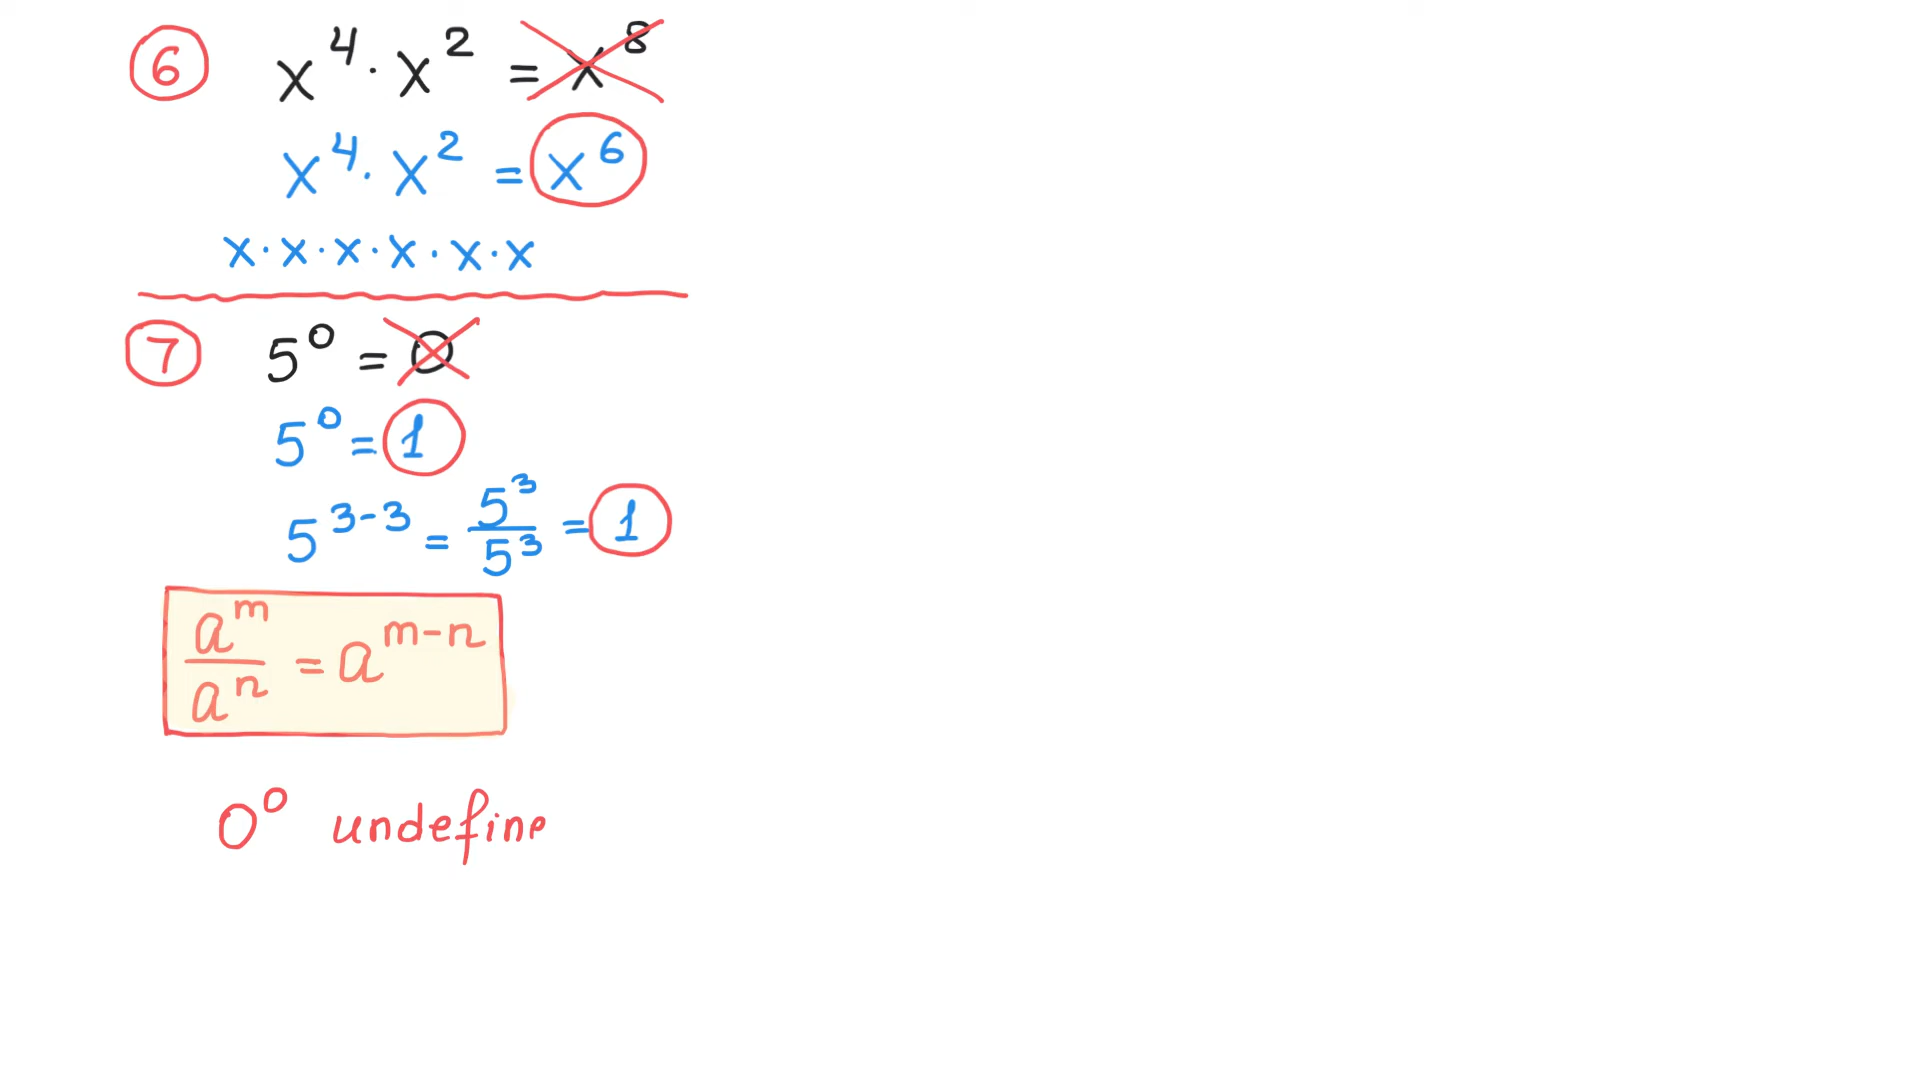 6 x⁴ · x² = x⁸
x⁴ · x² = x⁶
x · x · x · x · x · x
7 5⁰ = 0
5⁰ = 1
5³⁻³ = 5³/5³ = 1
aᵐ/aⁿ = aᵐ⁻ⁿ
0⁰ undefine